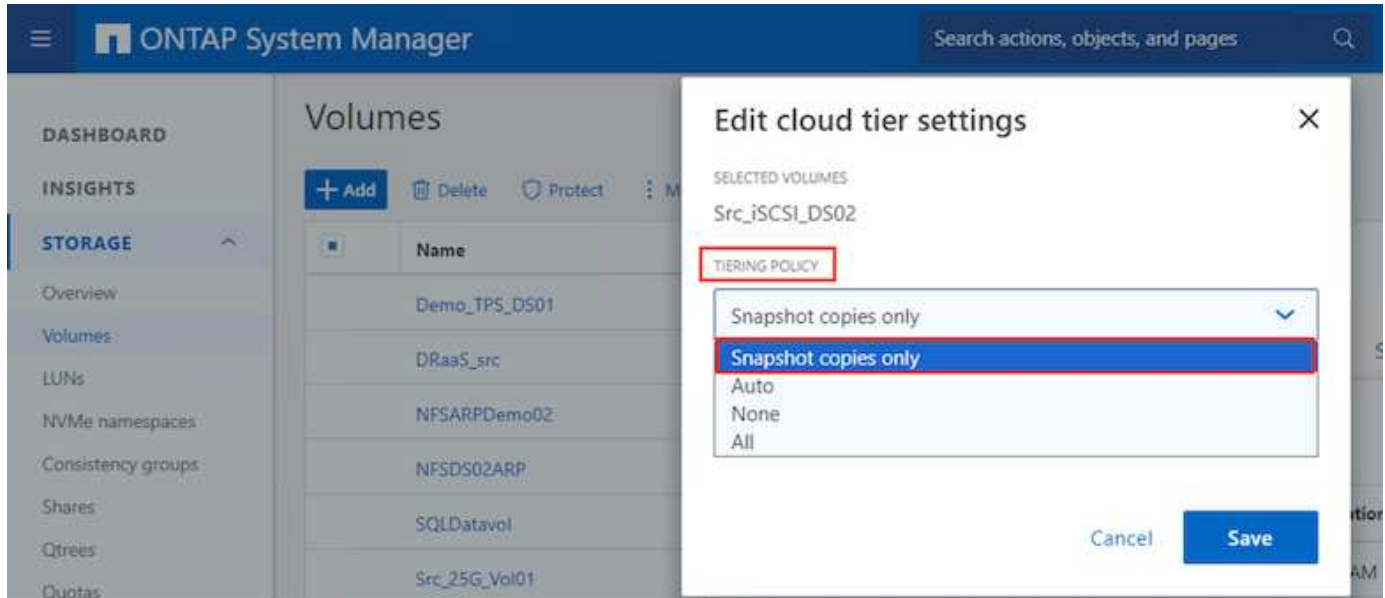 ONTAP System Manager
Search actions, objects, and pages
DASHBOARD
INSIGHTS
STORAGE
Overview
Volumes
LUNs
NVMe namespaces
Consistency groups
Shares
Qtrees
Quotas
Volumes
Add
Delete
Protect
M
Name
Demo_TPS_DS01
DRaaS_src
NFSARPDemo02
NFSDS02ARP
SQLDatavol
Src_25G_Vol01
Edit cloud tier settings
SELECTED VOLUMES
Src_iSCSI_DS02
TIERING POLICY
Snapshot copies only
Snapshot copies only
Auto
None
All
Cancel
Save
S
AM